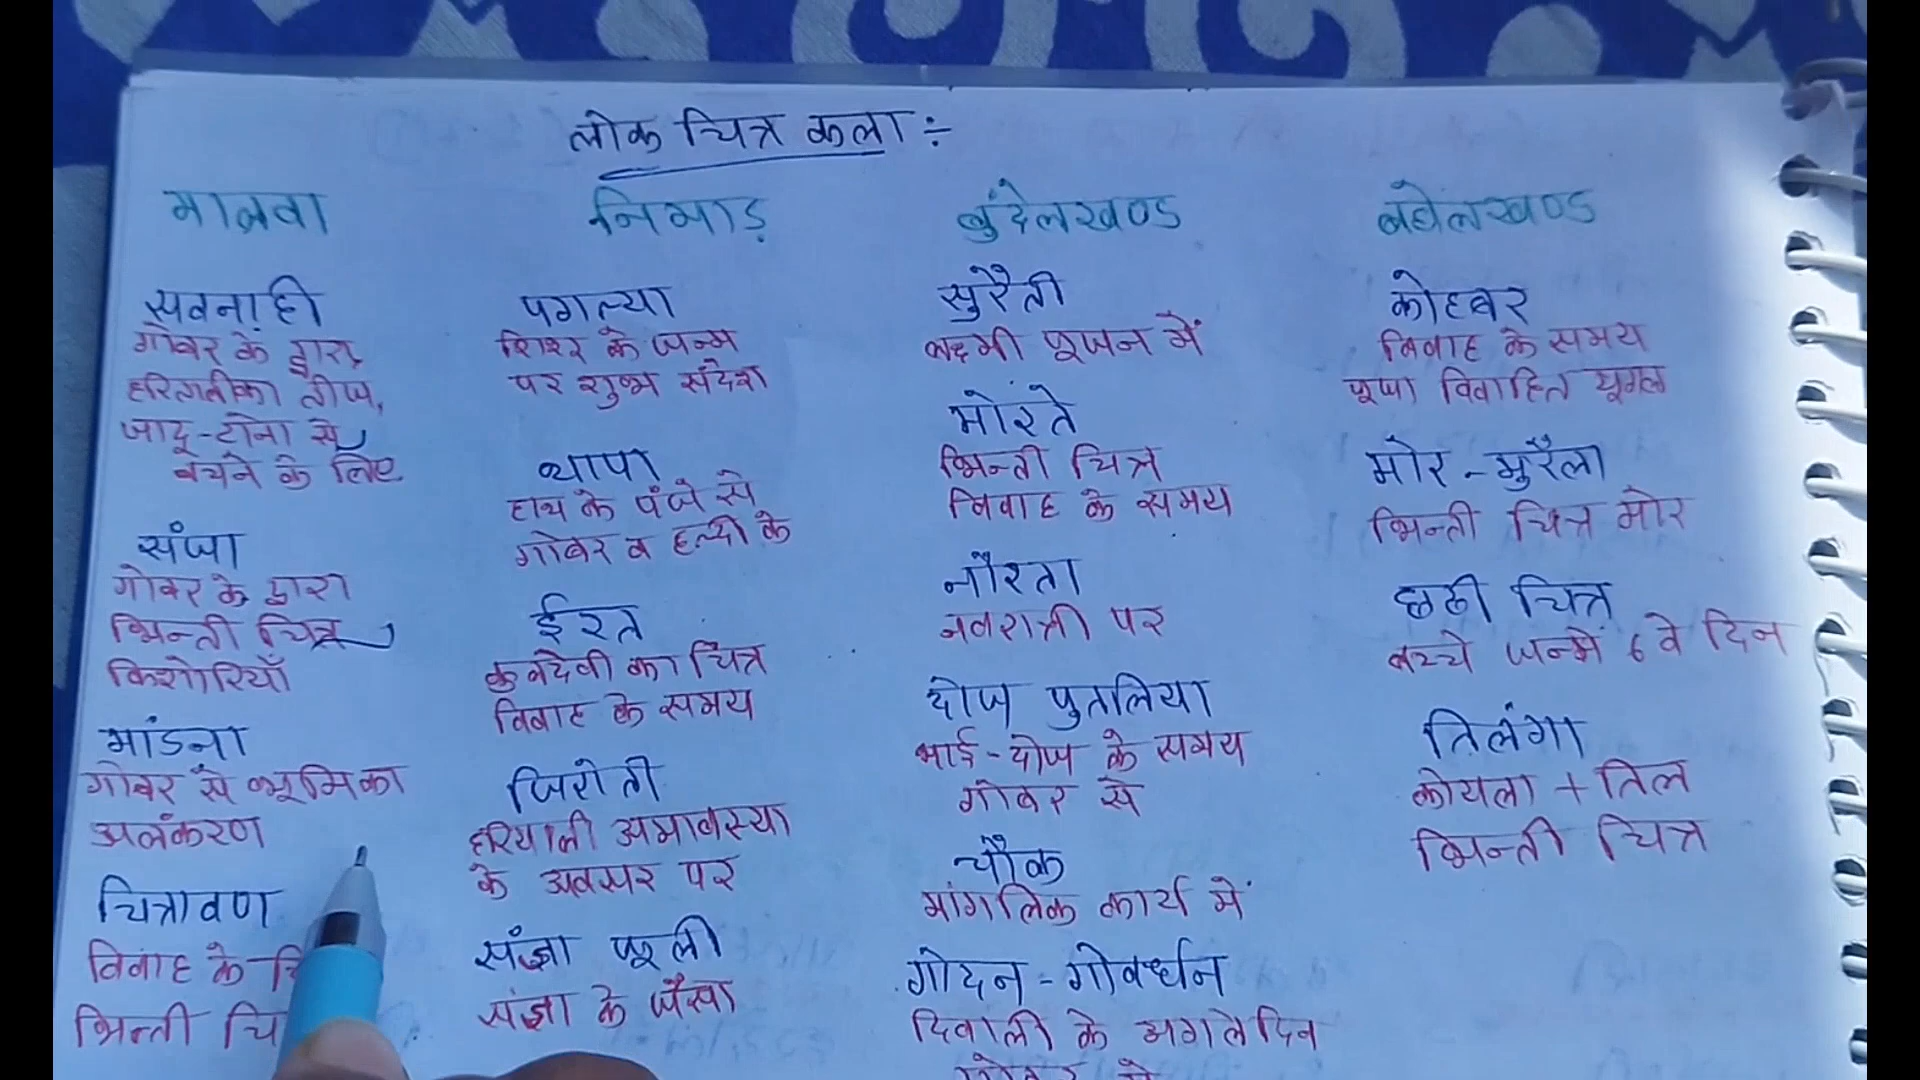 लोक चित्र कला :-
मालवा
सवनाही
गोबर के द्वारा
हरितालीका तीज,
जादू-टोना से
बचने के लिए
संजा
गोबर के द्वारा
भित्ती चित्र
किशोरियाँ
मांडना
गोबर से भूमिका
अलंकरण
चित्रावण
विवाह के
भित्ती चि
निमाड़
पगल्या
शिशु के जन्म
पर शुभ संदेश
थापा
हाथ के पंजे से
गोबर व हल्दी के
ईरत
कुलदेवी का चित्र
विवाह के समय
जिरोती
हरियाली अमावस्या
के अवसर पर
संझा फूली
संझा के जैसा
बुंदेलखण्ड
सुरैती
लक्ष्मी पूजन में
मोरते
भित्ती चित्र
विवाह के समय
नौरता
नवरात्री पर
दोज पुतलिया
भाई-दोज के समय
गोबर से
चौक
मांगलिक कार्य में
गोदन-गोवर्धन
दिवाली के अगले दिन
गोबर से
बघेलखण्ड
कोहबर
विवाह के समय
पूजा विवाहित यूगल
मोर-मुरैला
भित्ती चित्र मोर
छठी चित्र
बच्चे जन्में 6 वे दिन
तिलंगा
कोयला + तिल
भित्ती चित्र